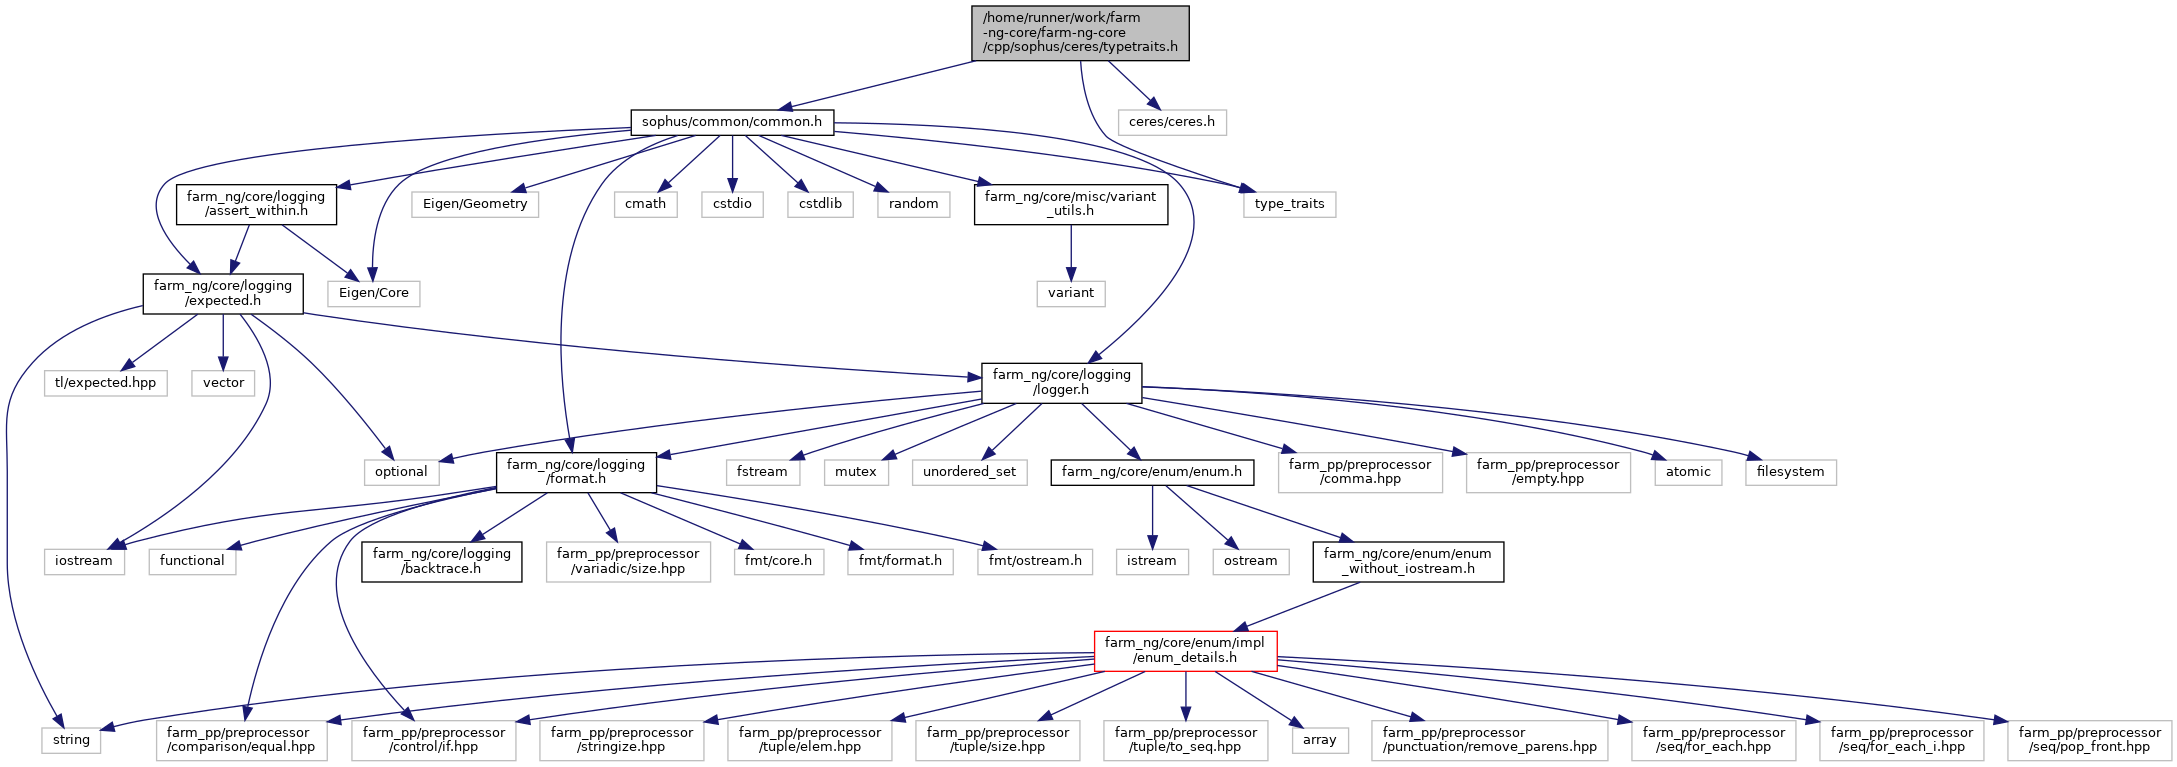 /home/runner/work/farm
-ng-core/farm-ng-core
/cpp/sophus/ceres/typetraits.h
sophus/common/common.h
ceres/ceres.h
farm_ng/core/logging
/assert_within.h
Eigen/Geometry
cmath
cstdio
cstdlib
random
farm_ng/core/misc/variant
_utils.h
type_traits
farm_ng/core/logging
/expected.h
Eigen/Core
variant
tl/expected.hpp
vector
farm_ng/core/logging
/logger.h
optional
farm_ng/core/logging
/format.h
fstream
mutex
unordered_set
farm_ng/core/enum/enum.h
farm_pp/preprocessor
/comma.hpp
farm_pp/preprocessor
/empty.hpp
atomic
filesystem
iostream
functional
farm_ng/core/logging
/backtrace.h
farm_pp/preprocessor
/variadic/size.hpp
fmt/core.h
fmt/format.h
fmt/ostream.h
istream
ostream
farm_ng/core/enum/enum
_without_iostream.h
farm_ng/core/enum/impl
/enum_details.h
string
farm_pp/preprocessor
/comparison/equal.hpp
farm_pp/preprocessor
/control/if.hpp
farm_pp/preprocessor
/stringize.hpp
farm_pp/preprocessor
/tuple/elem.hpp
farm_pp/preprocessor
/tuple/size.hpp
farm_pp/preprocessor
/tuple/to_seq.hpp
array
farm_pp/preprocessor
/punctuation/remove_parens.hpp
farm_pp/preprocessor
/seq/for_each.hpp
farm_pp/preprocessor
/seq/for_each_i.hpp
farm_pp/preprocessor
/seq/pop_front.hpp